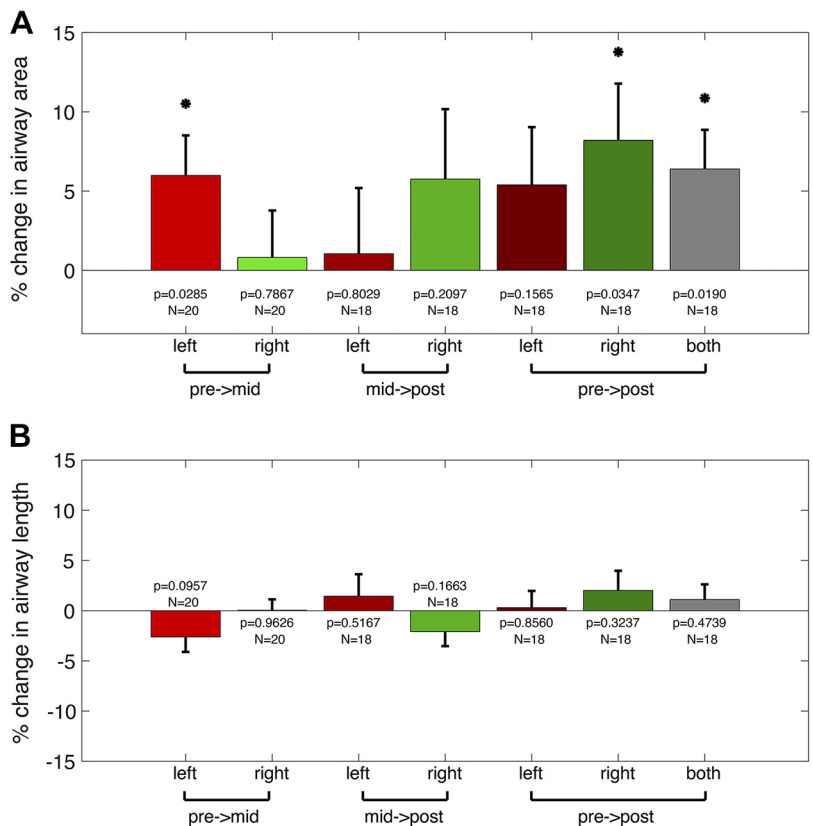 A
% change in airway area
15
10
5
0
* * *
p=0.0285 p=0.7867 p=0.8029 p=0.2097 p=0.1565 p=0.0347 p=0.0190
N=20 N=20 N=18 N=18 N=18 N=18 N=18
left right left right left right both
pre->mid mid->post pre->post
B
% change in airway length
15
10
5
0
-5
-10
-15
p=0.0957 p=0.1663
N=20 N=18
p=0.9626 p=0.5167 p=0.8560 p=0.3237 p=0.4739
N=20 N=18 N=18 N=18 N=18
left right left right left right both
pre->mid mid->post pre->post